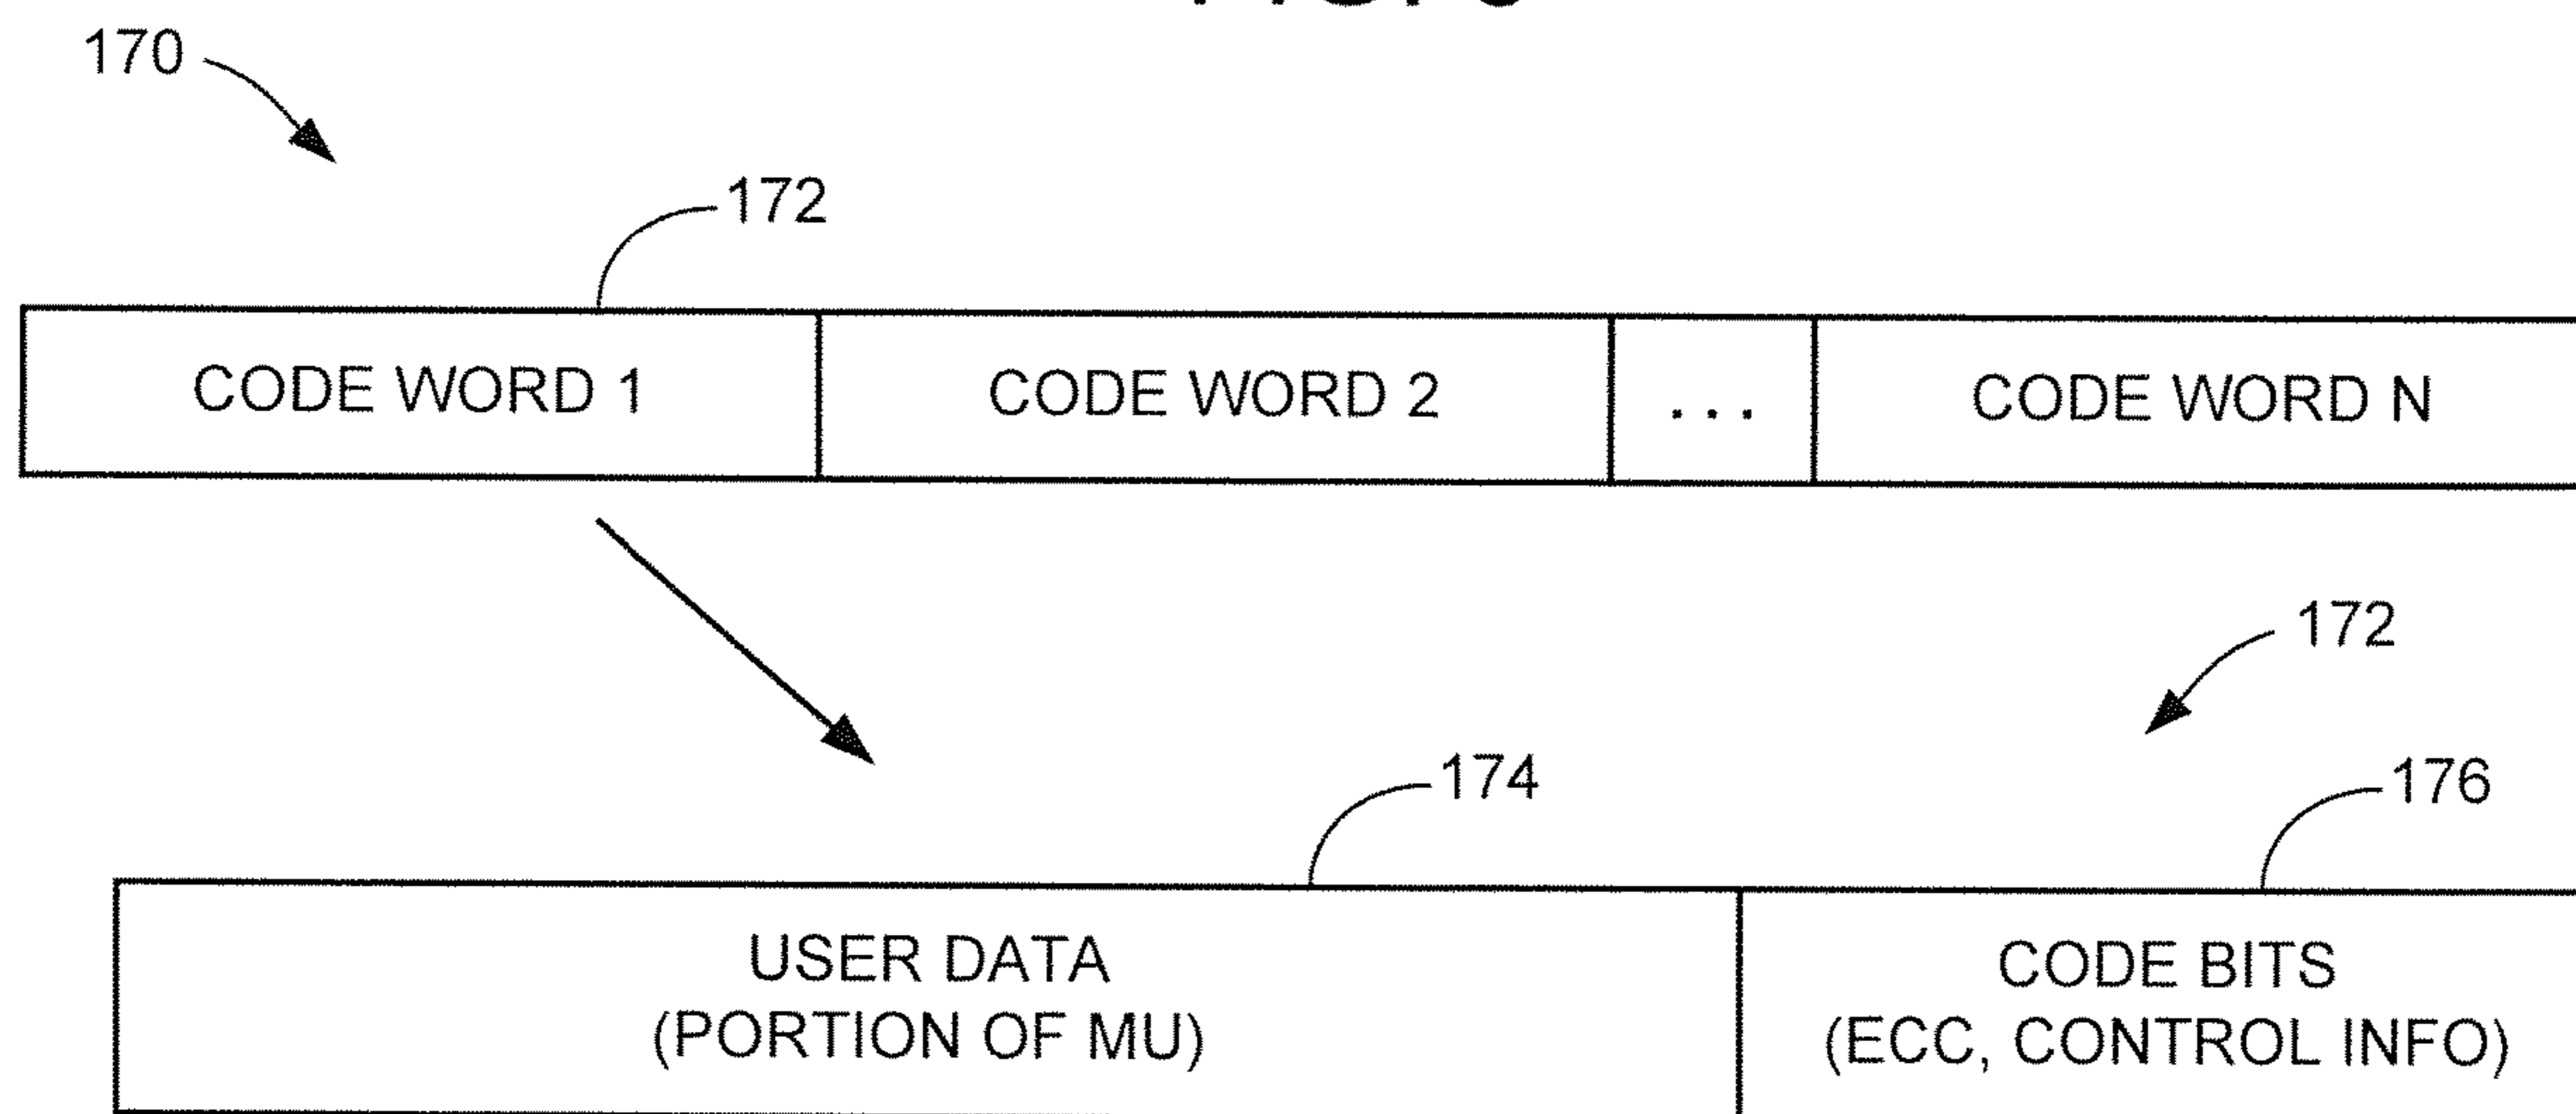 170
172
CODE WORD 1 CODE WORD 2 ... CODE WORD N
172
174 176
USER DATA CODE BITS
(PORTION OF MU) (ECC, CONTROL INFO)